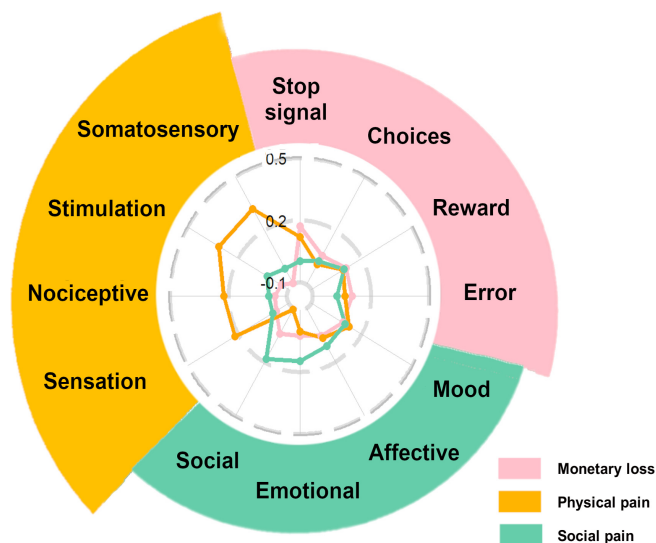 Stop
signal
Choices
Somatosensory
0.5
Stimulation
Reward
0.2
Nociceptive
-0.1
Error
Sensation
Mood
Affective
Social
Emotional
Monetary loss
Physical pain
Social pain